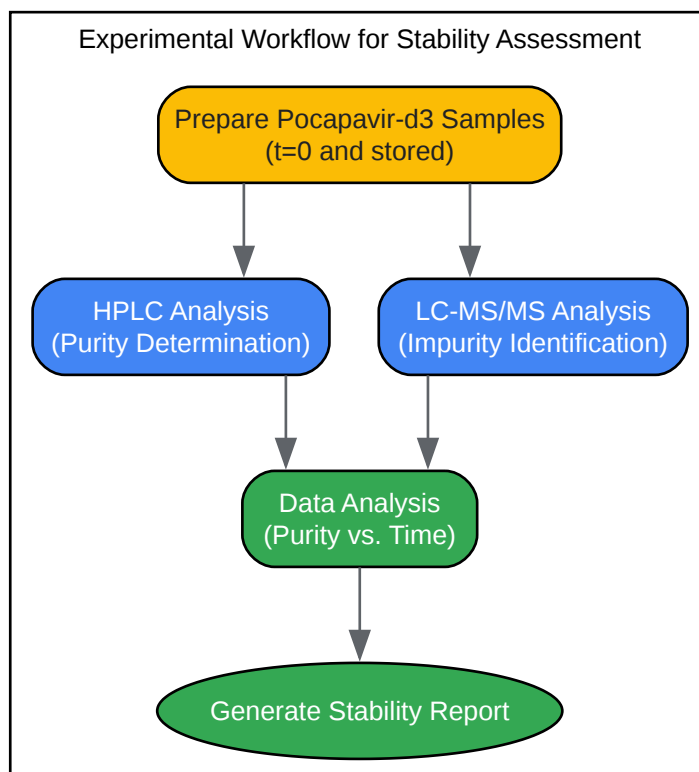 Experimental Workflow for Stability Assessment
Prepare Pocapavir-d3 Samples
(t=0 and stored)
HPLC Analysis
(Purity Determination)
LC-MS/MS Analysis
(Impurity Identification)
Data Analysis
(Purity vs. Time)
Generate Stability Report